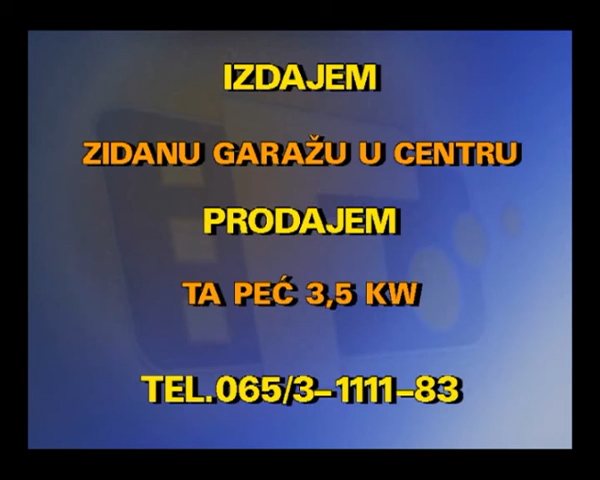 IZDAJEM
ZIDANU GARAŽU U CENTRU
PRODAJEM
TA PEĆ 3,5 KW
TEL.065/3-1111-83